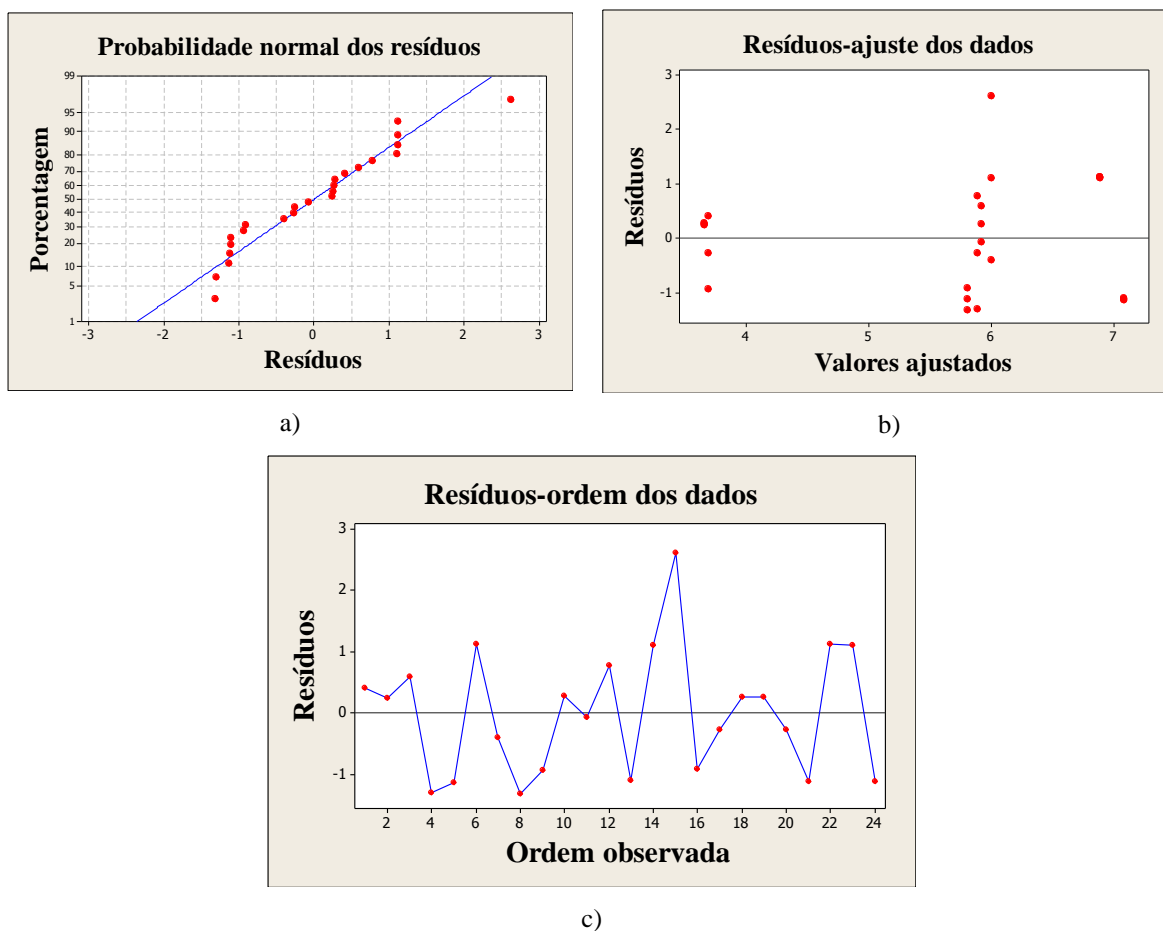 Probabilidade normal dos resíduos
Porcentagem
99
95
90
80
70
60
50
40
30
20
10
5
1
-3 -2 -1 0 1 2 3
Resíduos
a)
Resíduos-ajuste dos dados
Resíduos
3
2
1
0
-1
4 5 6 7
Valores ajustados
b)
Resíduos-ordem dos dados
Resíduos
3
2
1
0
-1
2 4 6 8 10 12 14 16 18 20 22 24
Ordem observada
c)